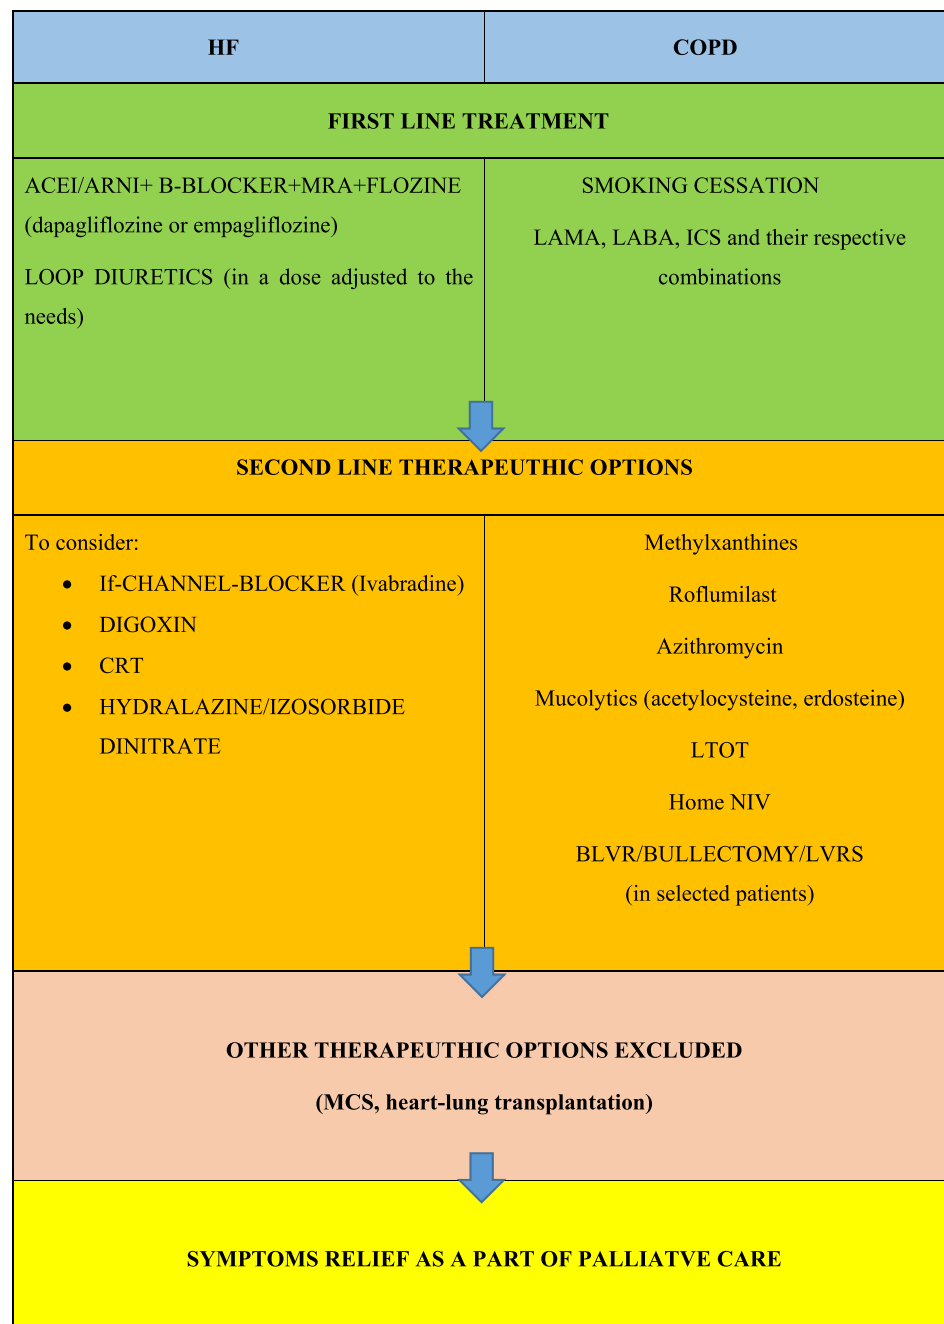 HF
COPD
FIRST LINE TREATMENT
ACEI/ARNI+ B-BLOCKER+MRA+FLOZINE
(dapagliflozine or empagliflozine)
LOOP DIURETICS (in a dose adjusted to the
needs)
SMOKING CESSATION
LAMA, LABA, ICS and their respective
combinations
SECOND LINE THERAPEUTHIC OPTIONS
To consider:
• If-CHANNEL-BLOCKER (Ivabradine)
• DIGOXIN
• CRT
• HYDRALAZINE/IZOSORBIDE
DINITRATE
Methylxanthines
Roflumilast
Azithromycin
Mucolytics (acetylocysteine, erdosteine)
LTOT
Home NIV
BLVR/BULLECTOMY/LVRS
(in selected patients)
OTHER THERAPEUTHIC OPTIONS EXCLUDED
(MCS, heart-lung transplantation)
SYMPTOMS RELIEF AS A PART OF PALLIATVE CARE